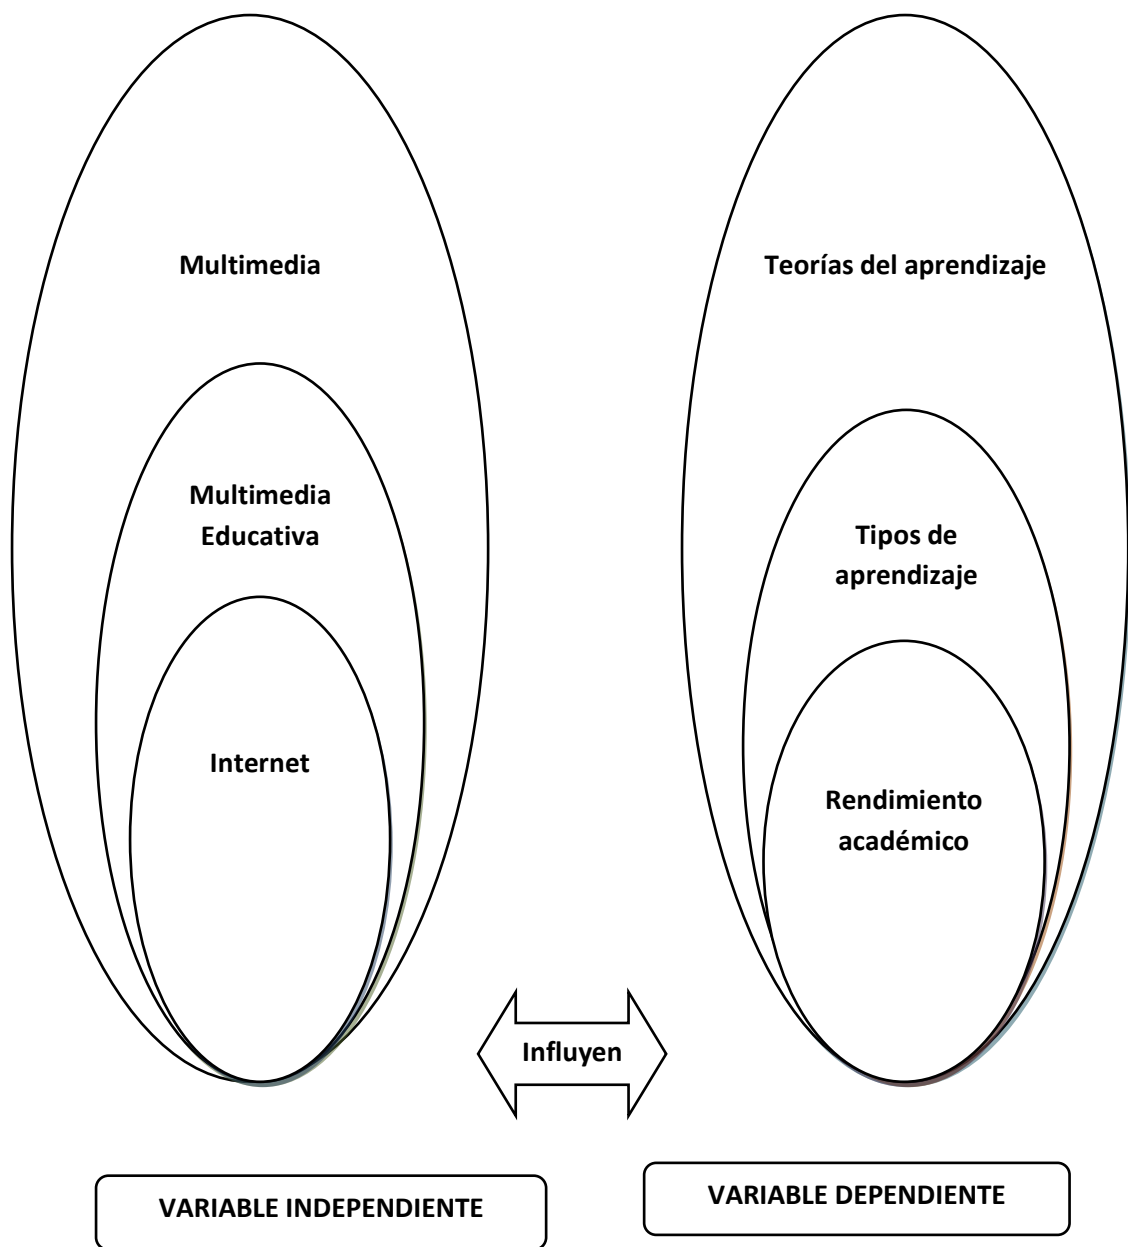 Multimedia
Teorías del aprendizaje
Multimedia
Educativa
Tipos de
aprendizaje
Internet
Rendimiento
académico
Influyen
VARIABLE INDEPENDIENTE
VARIABLE DEPENDIENTE